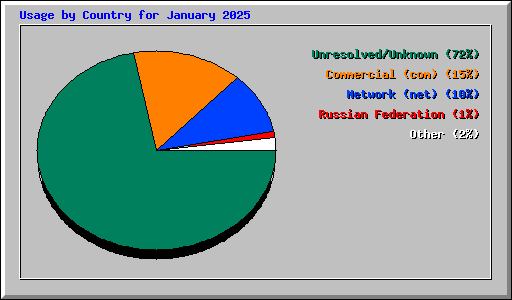 Usage by Country for January 2025
Unresolved/Unknown (72%)
Commercial (com) (15%)
Network (net) (10%)
Russian Federation (1%)
Other (2%)